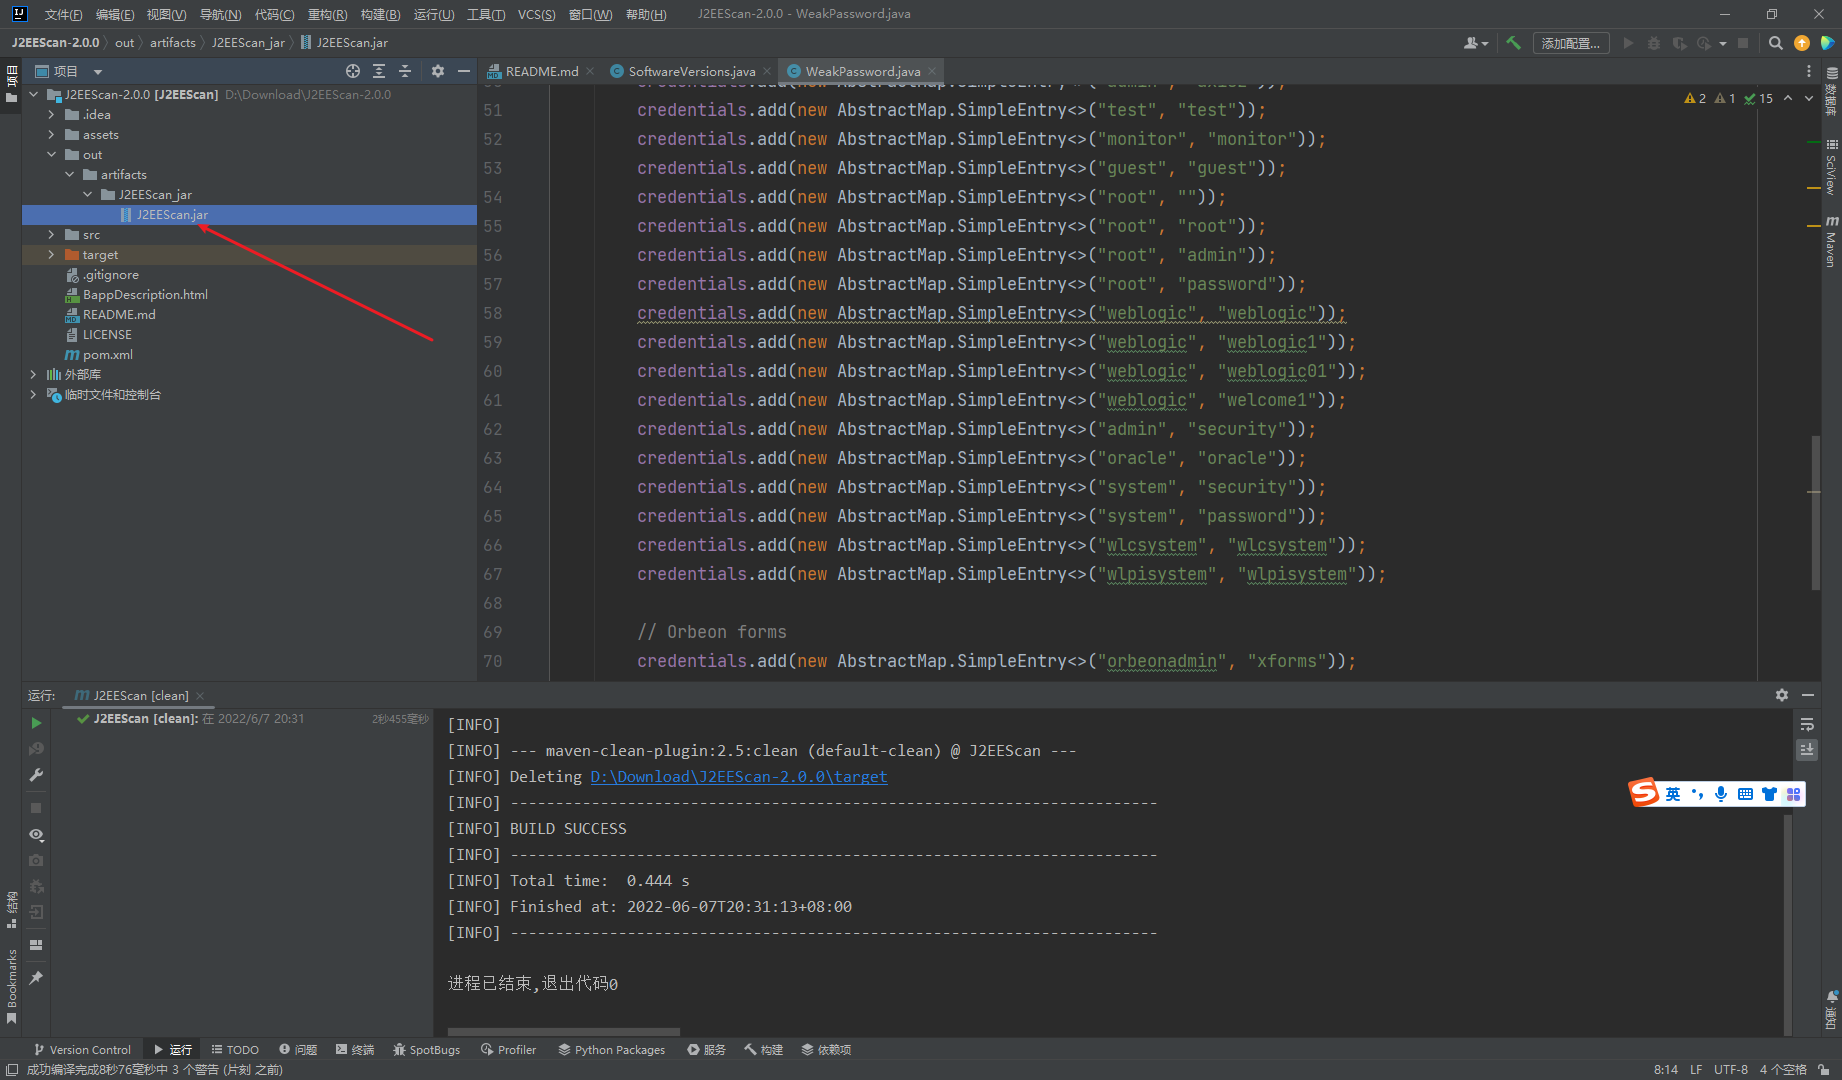 文件(F) 编辑(E) 视图(V) 导航(N) 代码(C) 重构(R) 构建(B) 运行(U) 工具(T) VCS(S) 窗口(W) 帮助(H) J2EEScan-2.0.0 - WeakPassword.java
J2EEScan-2.0.0 out artifacts J2EEScan_jar J2EEScan.jar 添加配置...
项目
项目
README.md SoftwareVersions.java WeakPassword.java
J2EEScan-2.0.0 [J2EEScan] D:\Download\J2EEScan-2.0.0
.idea
assets
out
artifacts
J2EEScan_jar
J2EEScan.jar
src
target
.gitignore
BappDescription.html
README.md
LICENSE
pom.xml
外部库
临时文件和控制台
2 1 15
51 credentials.add(new AbstractMap.SimpleEntry<>("test", "test"));
52 credentials.add(new AbstractMap.SimpleEntry<>("monitor", "monitor"));
53 credentials.add(new AbstractMap.SimpleEntry<>("guest", "guest"));
54 credentials.add(new AbstractMap.SimpleEntry<>("root", ""));
55 credentials.add(new AbstractMap.SimpleEntry<>("root", "root"));
56 credentials.add(new AbstractMap.SimpleEntry<>("root", "admin"));
57 credentials.add(new AbstractMap.SimpleEntry<>("root", "password"));
58 credentials.add(new AbstractMap.SimpleEntry<>("weblogic", "weblogic"));
59 credentials.add(new AbstractMap.SimpleEntry<>("weblogic", "weblogic1"));
60 credentials.add(new AbstractMap.SimpleEntry<>("weblogic", "weblogic01"));
61 credentials.add(new AbstractMap.SimpleEntry<>("weblogic", "welcome1"));
62 credentials.add(new AbstractMap.SimpleEntry<>("admin", "security"));
63 credentials.add(new AbstractMap.SimpleEntry<>("oracle", "oracle"));
64 credentials.add(new AbstractMap.SimpleEntry<>("system", "security"));
65 credentials.add(new AbstractMap.SimpleEntry<>("system", "password"));
66 credentials.add(new AbstractMap.SimpleEntry<>("wlcsystem", "wlcsystem"));
67 credentials.add(new AbstractMap.SimpleEntry<>("wlpisystem", "wlpisystem"));
68
69 // Orbeon forms
70 credentials.add(new AbstractMap.SimpleEntry<>("orbeonadmin", "xforms"));
数据库
SciView
Maven
通知
结构
Bookmarks
运行: J2EEScan [clean]
J2EEScan [clean]: 在 2022/6/7 20:31 2秒455毫秒
[INFO]
[INFO] --- maven-clean-plugin:2.5:clean (default-clean) @ J2EEScan ---
[INFO] Deleting D:\Download\J2EEScan-2.0.0\target
[INFO] ------------------------------------------------------------------------
[INFO] BUILD SUCCESS
[INFO] ------------------------------------------------------------------------
[INFO] Total time: 0.444 s
[INFO] Finished at: 2022-06-07T20:31:13+08:00
[INFO] ------------------------------------------------------------------------
进程已结束,退出代码0
英
Version Control 运行 TODO 问题 终端 SpotBugs Profiler Python Packages 服务 构建 依赖项
成功编译完成8秒76毫秒中 3 个警告 (片刻 之前) 8:14 LF UTF-8 4 个空格